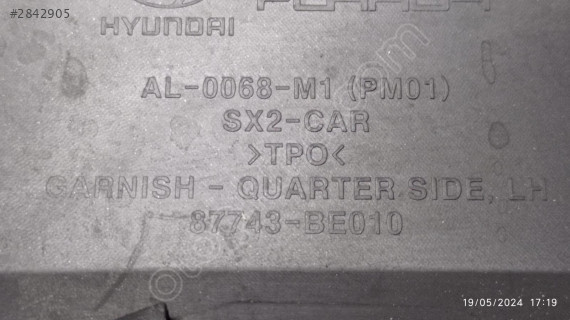 #2842905
HYUNDAI
AL-0068-M1 (PM01)
SX2-CAR
>TPO<
GARNISH - QUARTER SIDE, LH
87743-BE010
19/05/2024 17:19